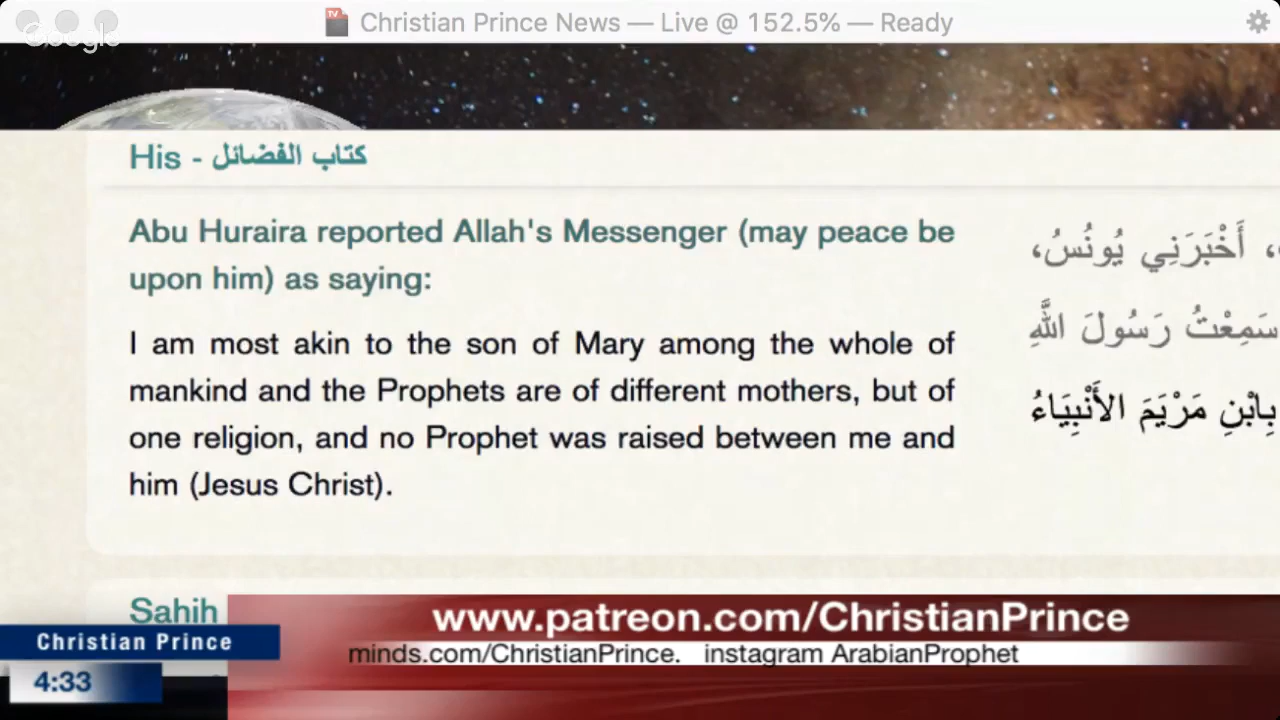 Christian Prince News — Live @ 152.5% — Ready
Google
His - كتاب الفضائل
Abu Huraira reported Allah's Messenger (may peace be
upon him) as saying:
I am most akin to the son of Mary among the whole of
mankind and the Prophets are of different mothers, but of
one religion, and no Prophet was raised between me and
him (Jesus Christ).
أَخْبَرَنِي يُونُسُ،
سَمِعْتُ رَسُولَ اللَّهِ
بِابْنِ مَرْيَمَ الأَنْبِيَاءُ
Sahih
www.patreon.com/ChristianPrince
Christian Prince
minds.com/ChristianPrince. instagram ArabianProphet
4:33